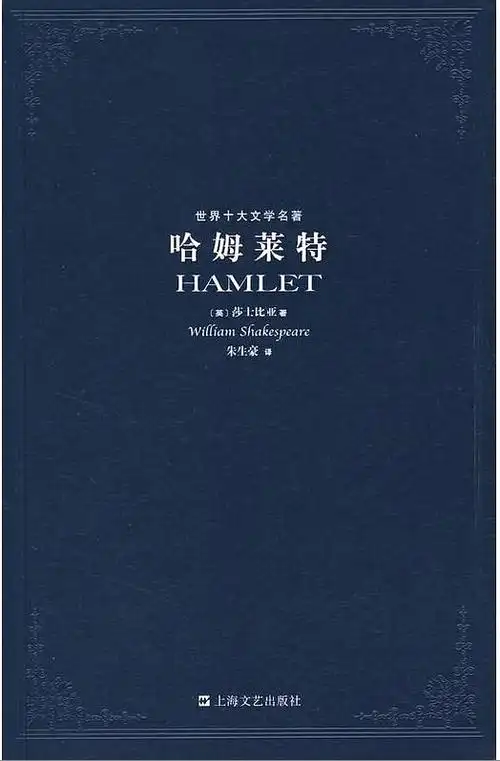 世界十大文学名著
哈姆莱特
HAMLET
〔英〕莎士比亚 著
William Shakespeare
朱生豪 译
上海文艺出版社